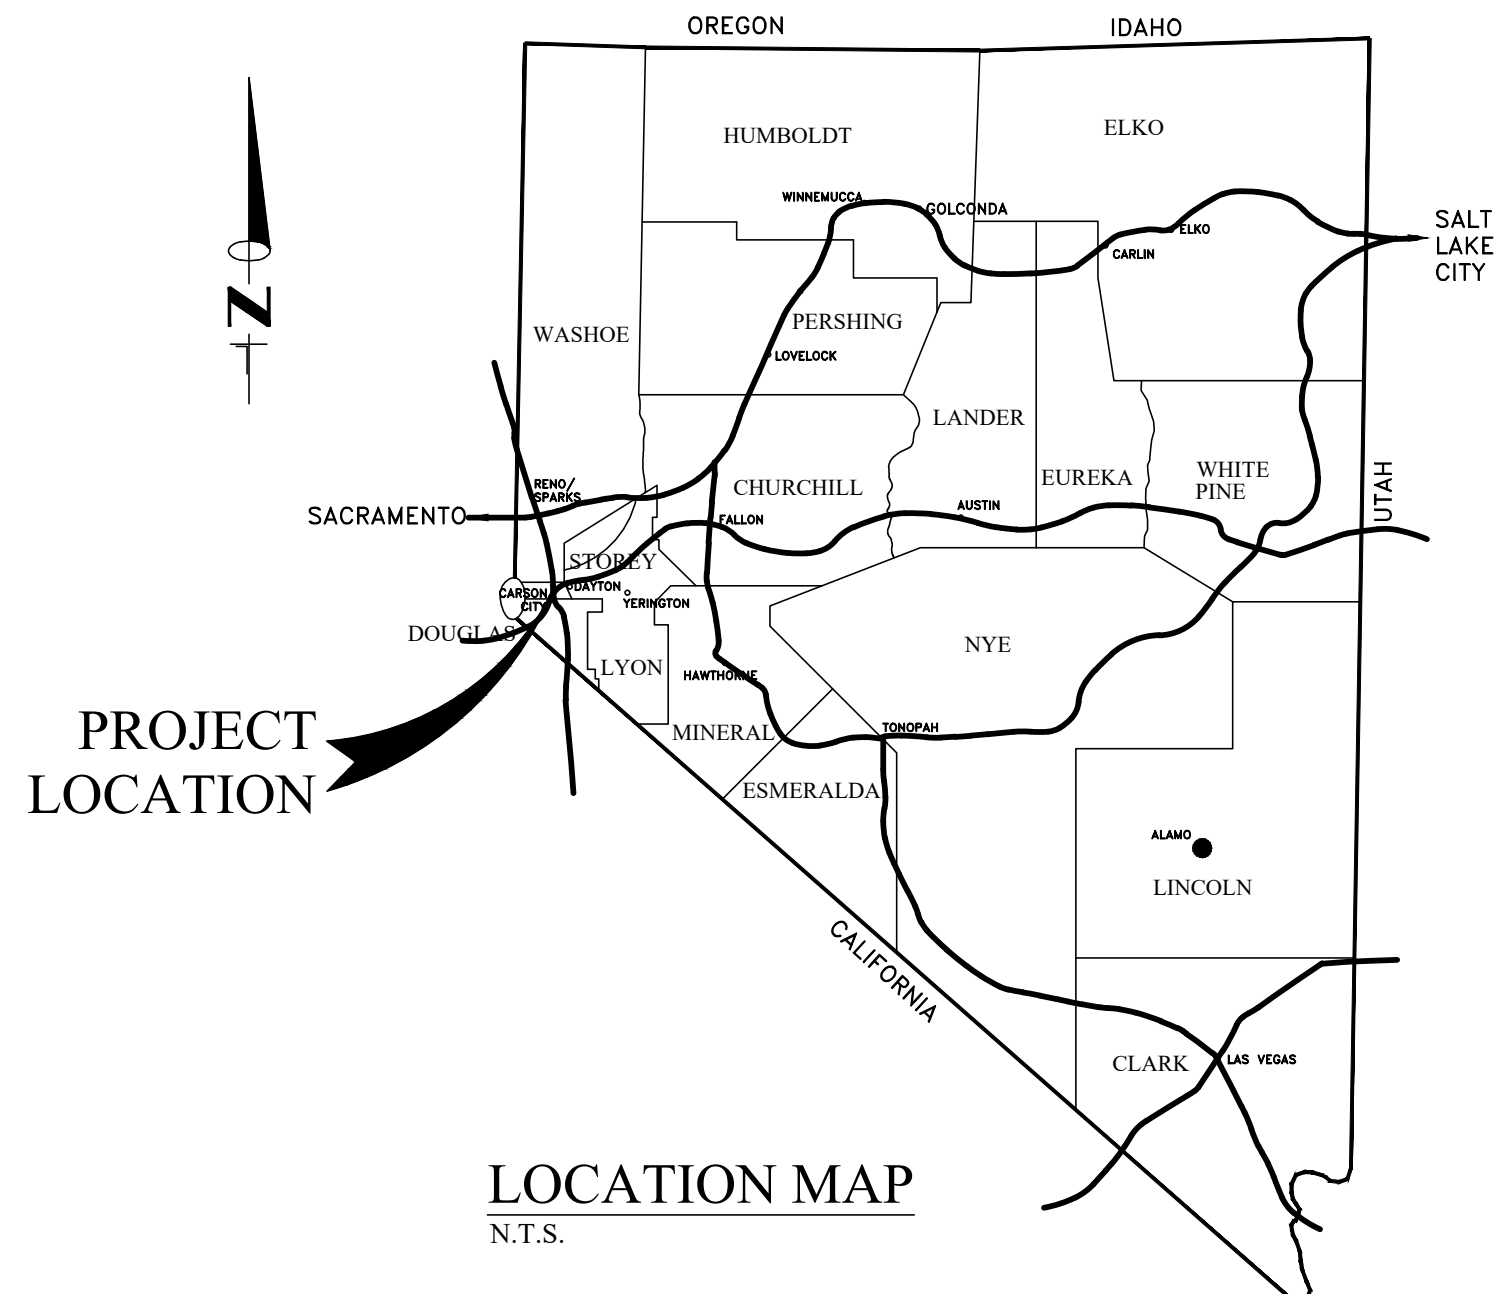 OREGON
IDAHO
HUMBOLDT
ELKO
WINNEMUCCA
GOLCONDA
ELKO
CARLIN
SALT
LAKE
CITY
N
WASHOE
PERSHING
LOVELOCK
LANDER
EUREKA
WHITE
PINE
UTAH
RENO/
SPARKS
CHURCHILL
SACRAMENTO
FALLON
AUSTIN
STOREY
DAYTON
CARSON
CITY
YERINGTON
DOUGLAS
LYON
NYE
HAWTHORNE
PROJECT
LOCATION
MINERAL
TONOPAH
ESMERALDA
ALAMO
LINCOLN
CALIFORNIA
CLARK
LAS VEGAS
LOCATION MAP
N.T.S.